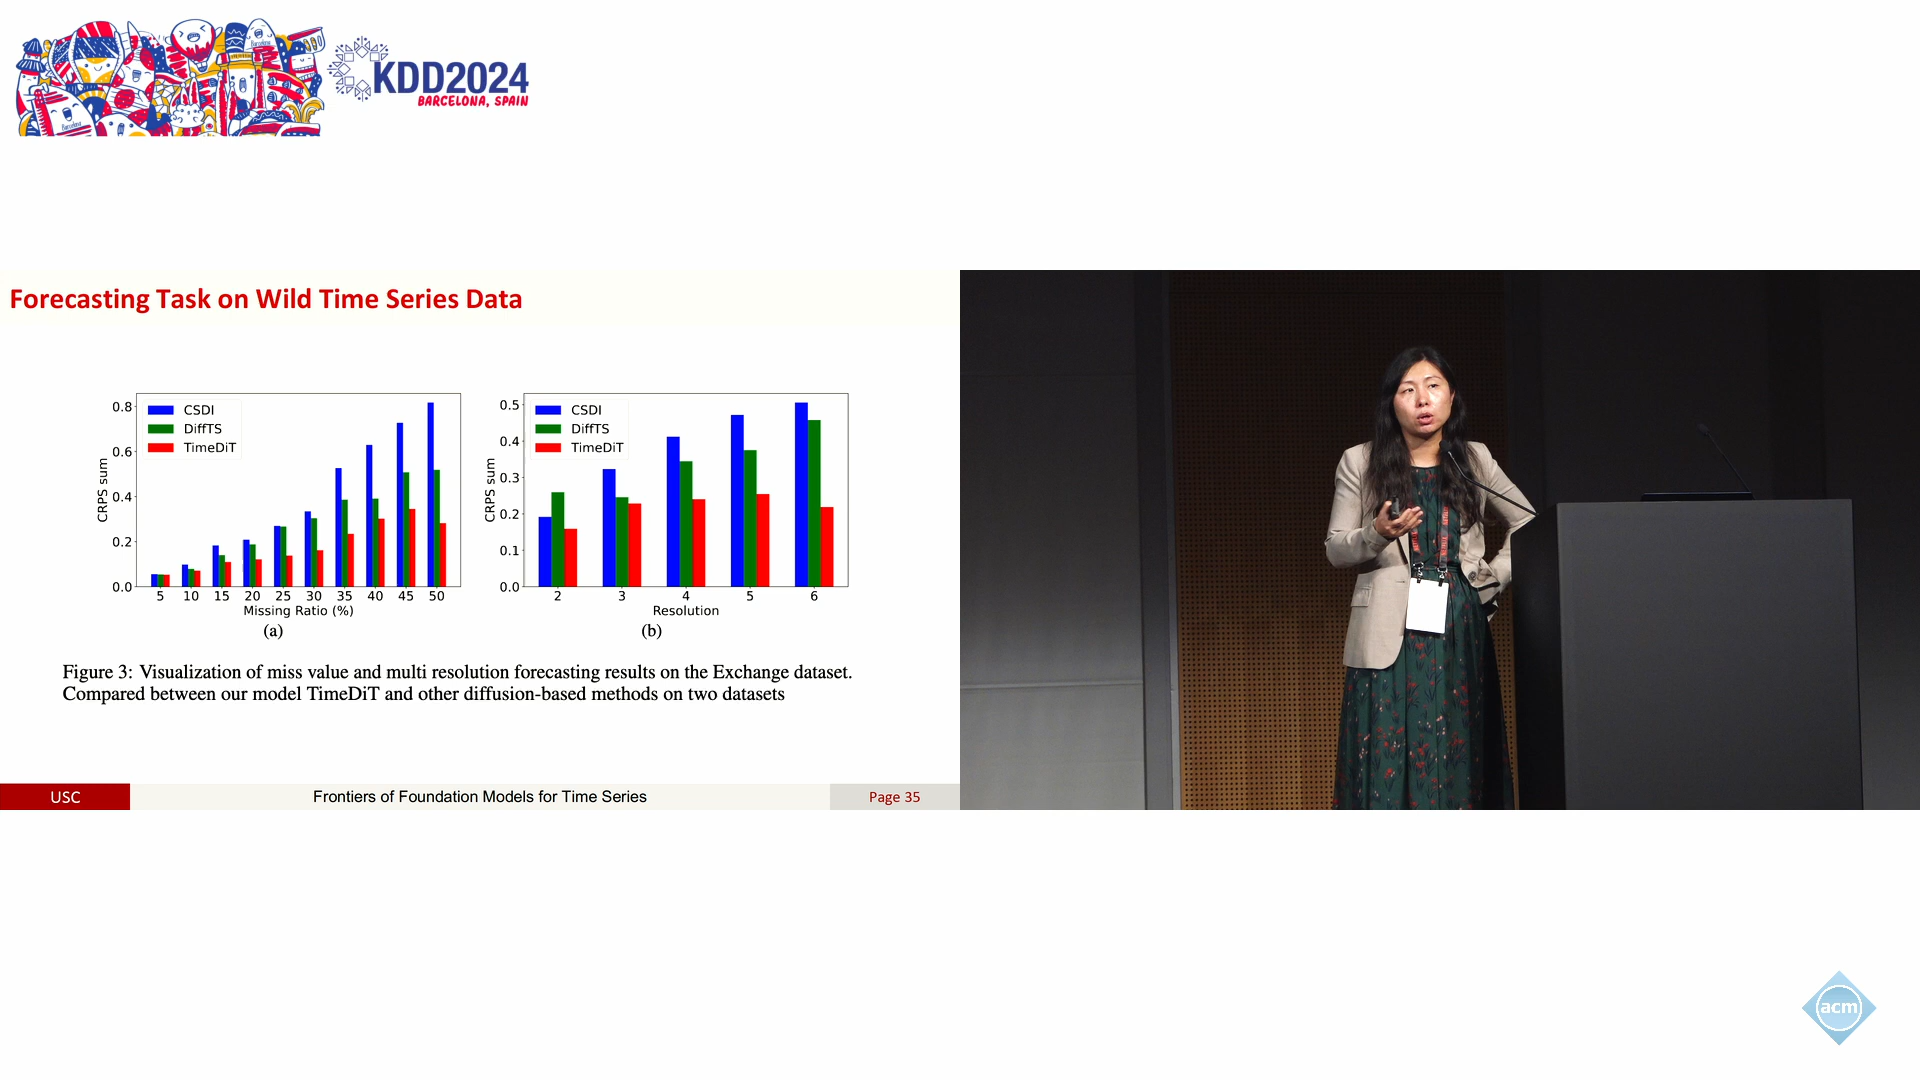 KDD2024
BARCELONA, SPAIN
Forecasting Task on Wild Time Series Data
CSDI
DiffTS
TimeDiT
CRPS sum
0.8
0.6
0.4
0.2
0.0
5 10 15 20 25 30 35 40 45 50
Missing Ratio (%)
(a)
CSDI
DiffTS
TimeDiT
CRPS sum
0.5
0.4
0.3
0.2
0.1
0.0
2 3 4 5 6
Resolution
(b)
Figure 3: Visualization of miss value and multi resolution forecasting results on the Exchange dataset.
Compared between our model TimeDiT and other diffusion-based methods on two datasets
USC
Frontiers of Foundation Models for Time Series
Page 35
acm